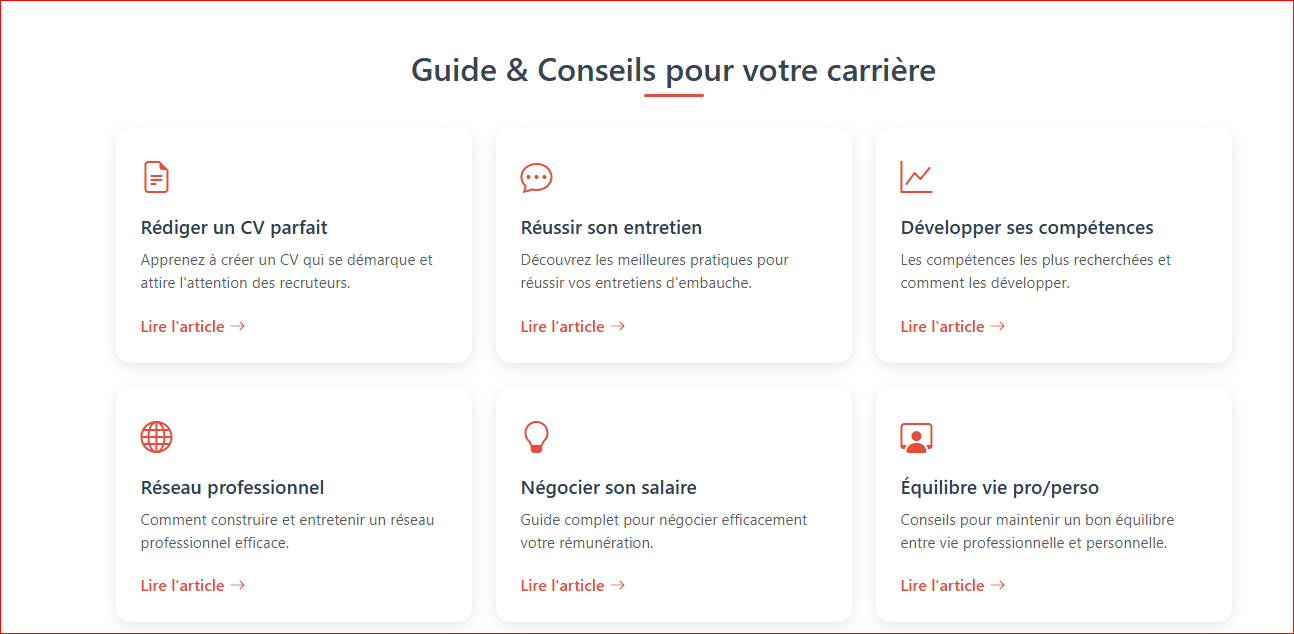 Guide & Conseils pour votre carrière
Rédiger un CV parfait
Apprenez à créer un CV qui se démarque et
attire l'attention des recruteurs.
Lire l'article →
Réussir son entretien
Découvrez les meilleures pratiques pour
réussir vos entretiens d'embauche.
Lire l'article →
Développer ses compétences
Les compétences les plus recherchées et
comment les développer.
Lire l'article →
Réseau professionnel
Comment construire et entretenir un réseau
professionnel efficace.
Lire l'article →
Négocier son salaire
Guide complet pour négocier efficacement
votre rémunération.
Lire l'article →
Équilibre vie pro/perso
Conseils pour maintenir un bon équilibre
entre vie professionnelle et personnelle.
Lire l'article →